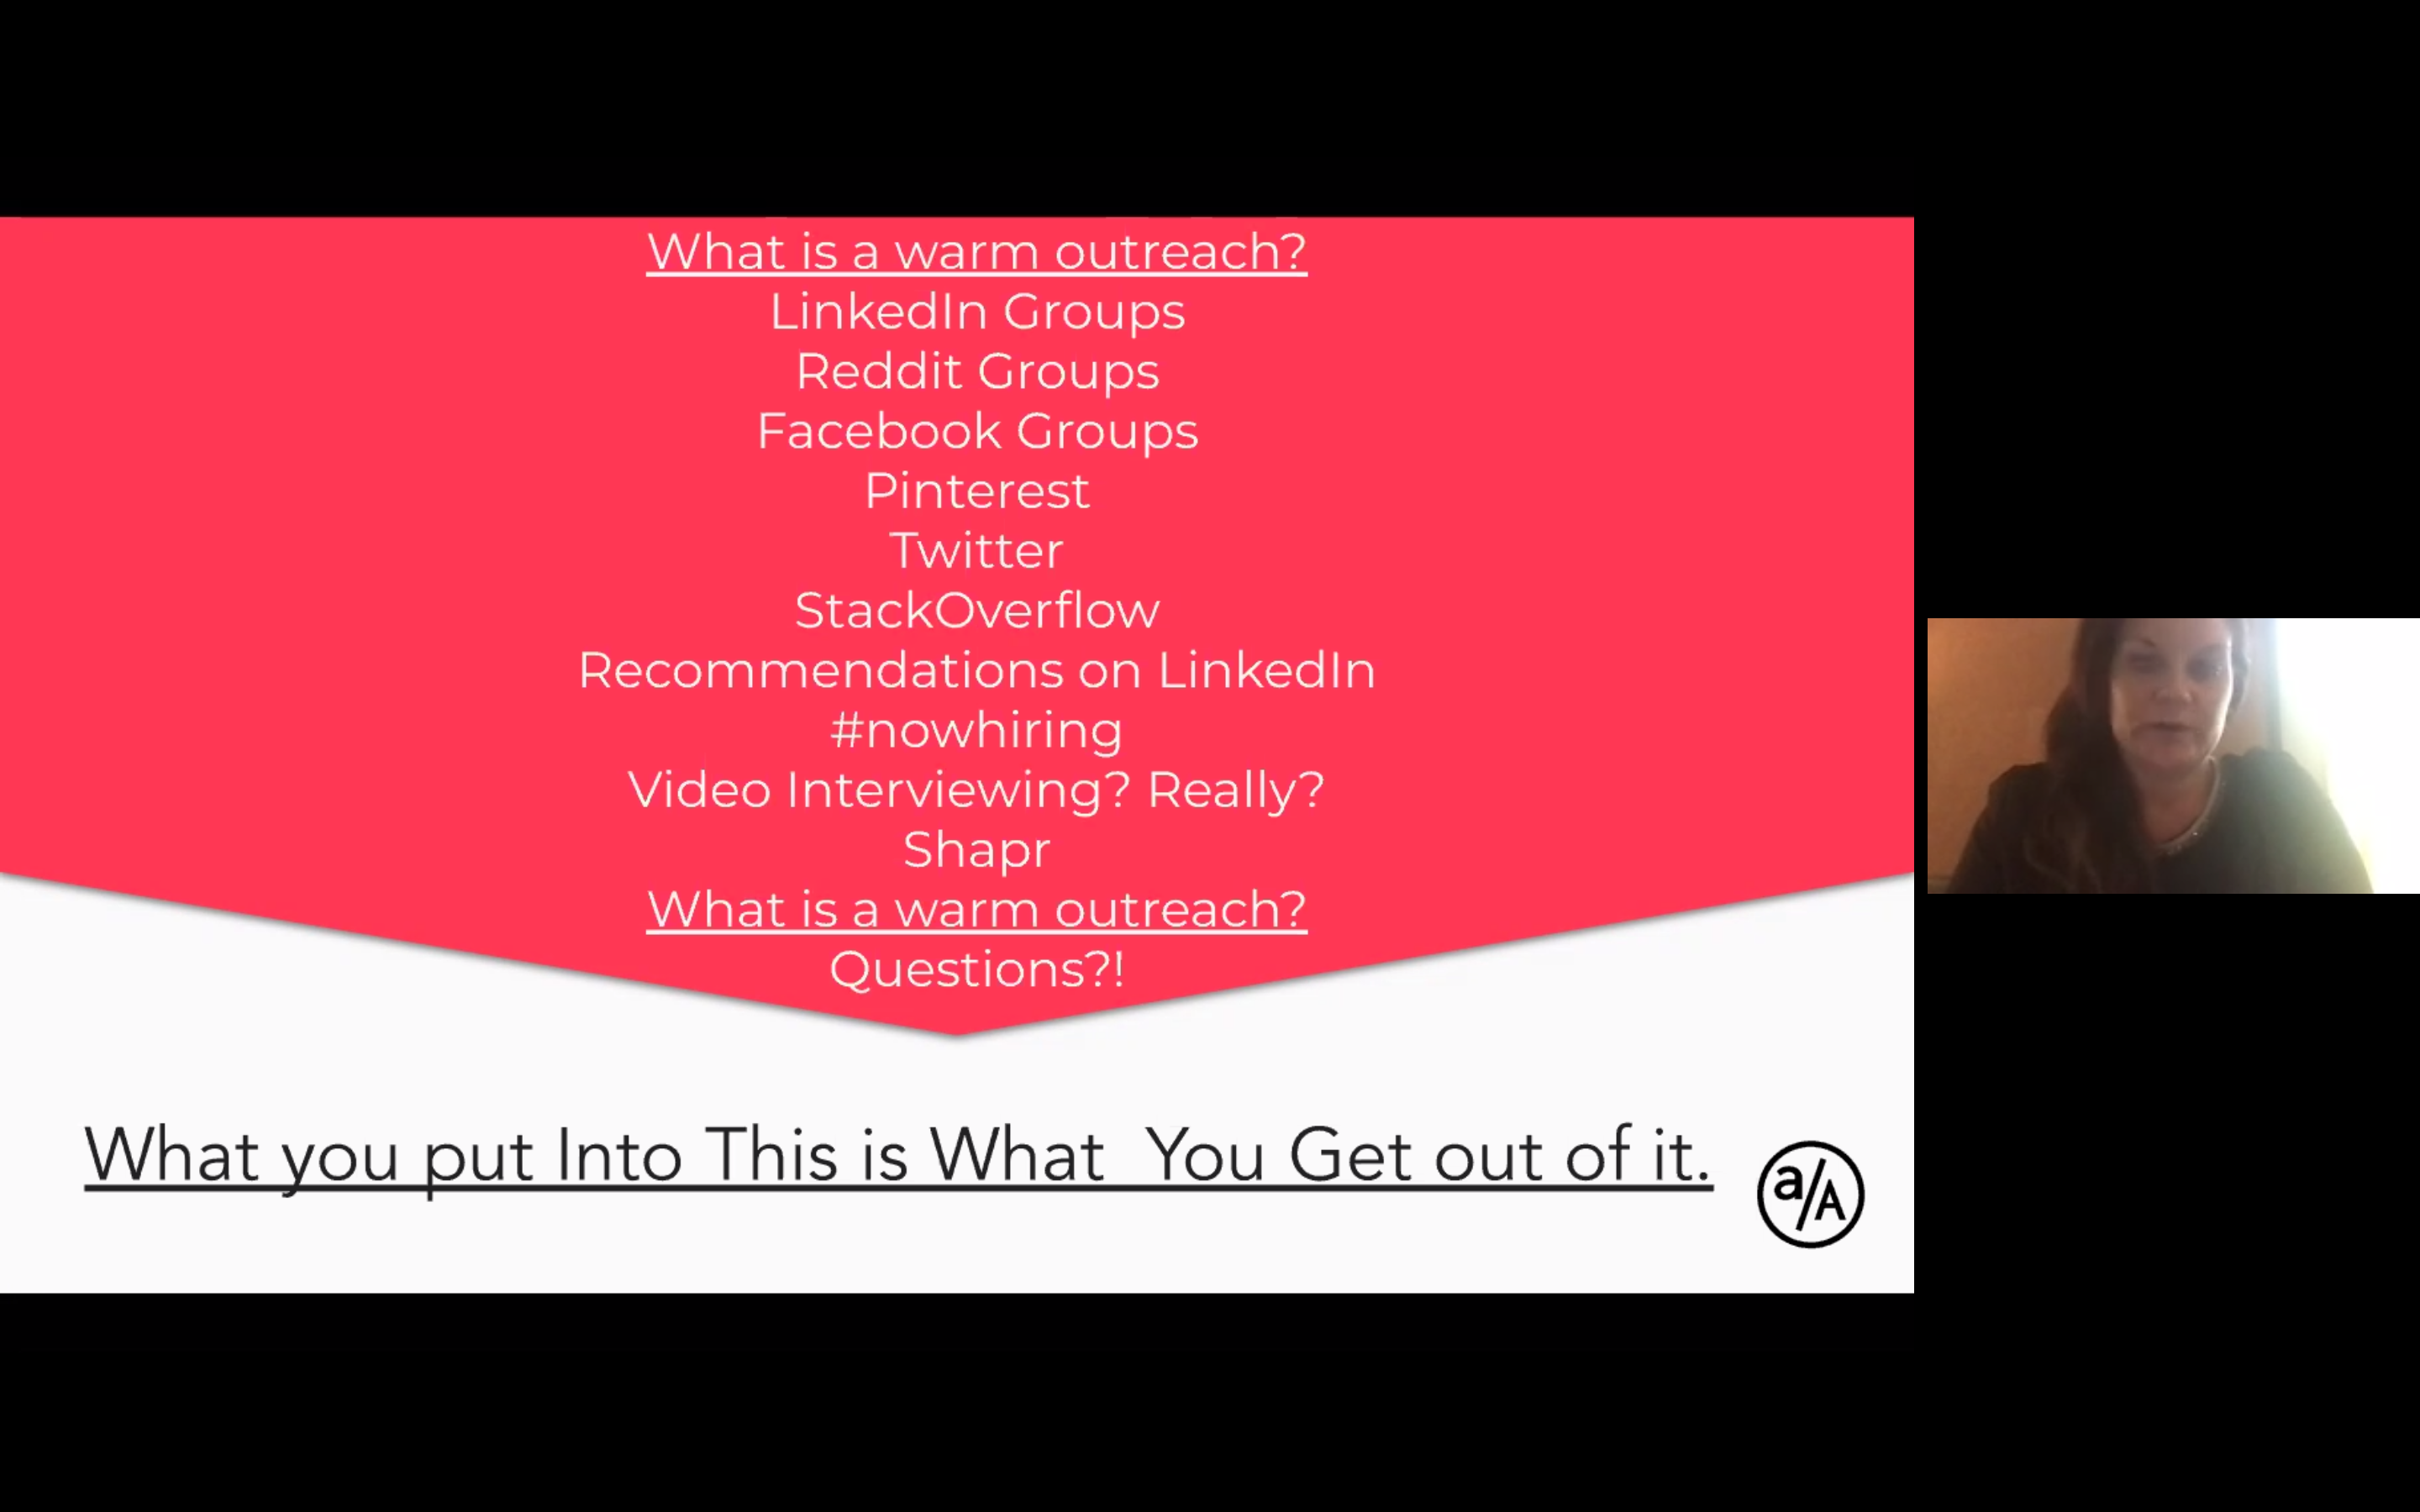 What is a warm outreach?
LinkedIn Groups
Reddit Groups
Facebook Groups
Pinterest
Twitter
StackOverflow
Recommendations on LinkedIn
#nowhiring
Video Interviewing? Really?
Shapr
What is a warm outreach?
Questions?!
What you put Into This is What  You Get out of it.
a/A